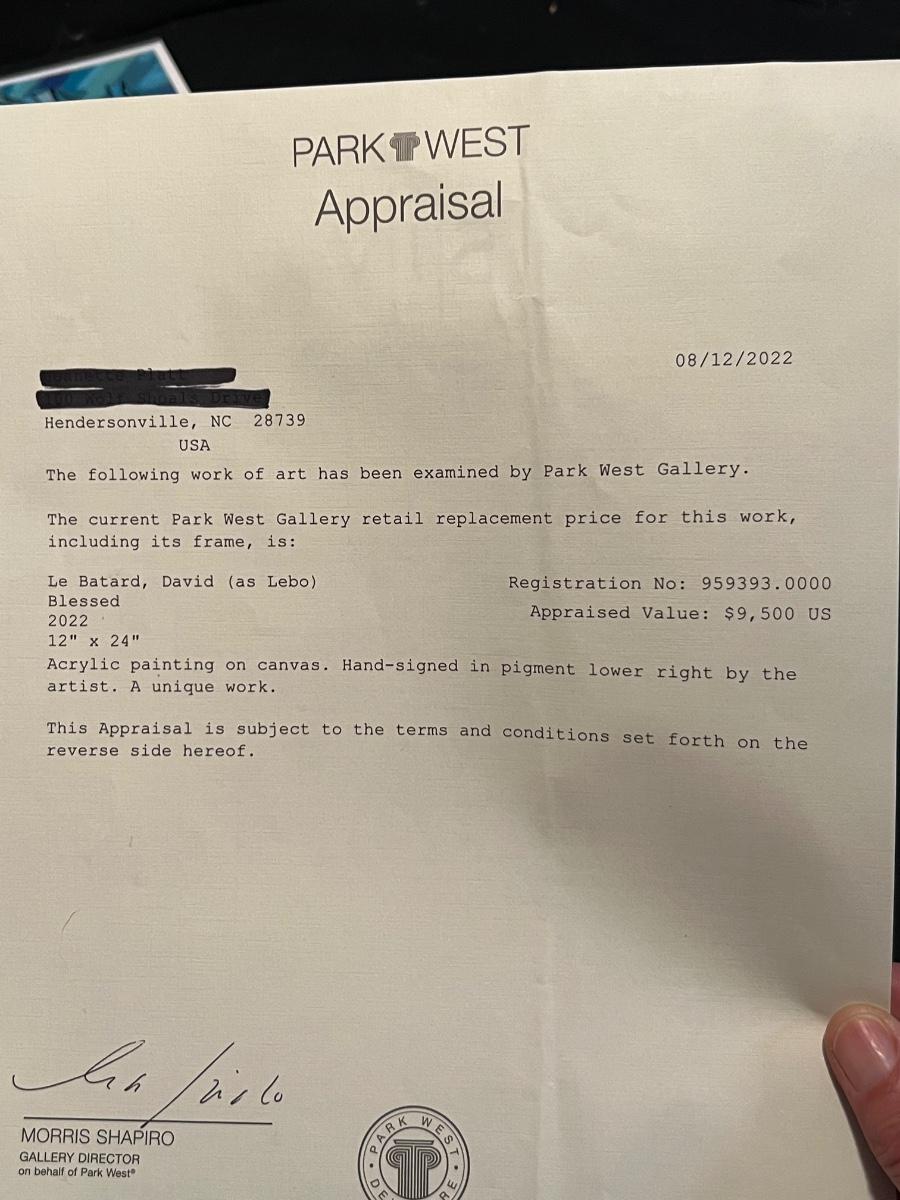 PARK WEST
Appraisal
08/12/2022
Hendersonville, NC 28739
USA
The following work of art has been examined by Park West Gallery.
The current Park West Gallery retail replacement price for this work,
including its frame, is:
Le Batard, David (as Lebo)
Registration No: 959393.0000
Blessed
Appraised Value: $9,500 US
2022
12" x 24"
Acrylic painting on canvas. Hand-signed in pigment lower right by the
artist. A unique work.
This Appraisal is subject to the terms and conditions set forth on the
reverse side hereof.
MORRIS SHAPIRO
GALLERY DIRECTOR
on behalf of Park West®
PARK WEST